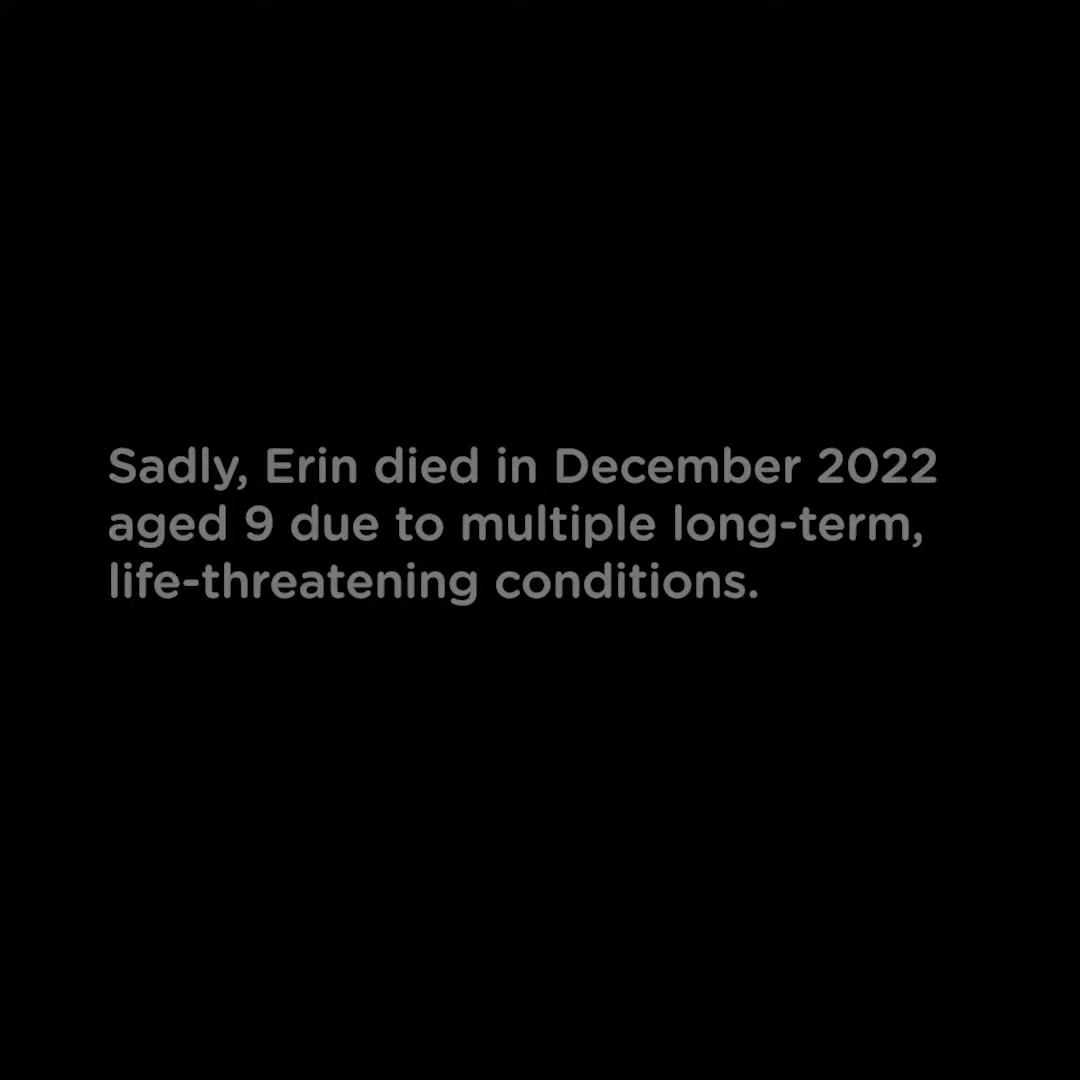 Sadly, Erin died in December 2022
aged 9 due to multiple long-term,
life-threatening conditions.